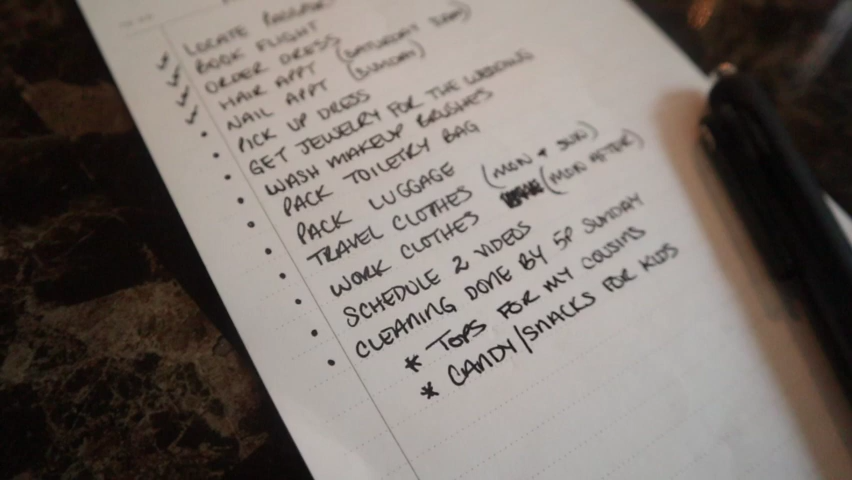 LOCATE PASSPORT
✓ BOOK FLIGHT
✓ ORDER DRESS
✓ HAIR APPT (SATURDAY 8AM)
✓ NAIL APPT (SUNDAY)
• PICK UP DRESS
• GET JEWELRY FOR THE WEDDING
• WASH MAKEUP BRUSHES
• PACK TOILETRY BAG
• PACK LUGGAGE
• TRAVEL CLOTHES (MON + SUN)
• WORK CLOTHES (MON AFTER)
• SCHEDULE 2 VIDEOS
• CLEANING DONE BY 5P SUNDAY
* TOPS FOR MY COUSINS
* CANDY/SNACKS FOR KIDS